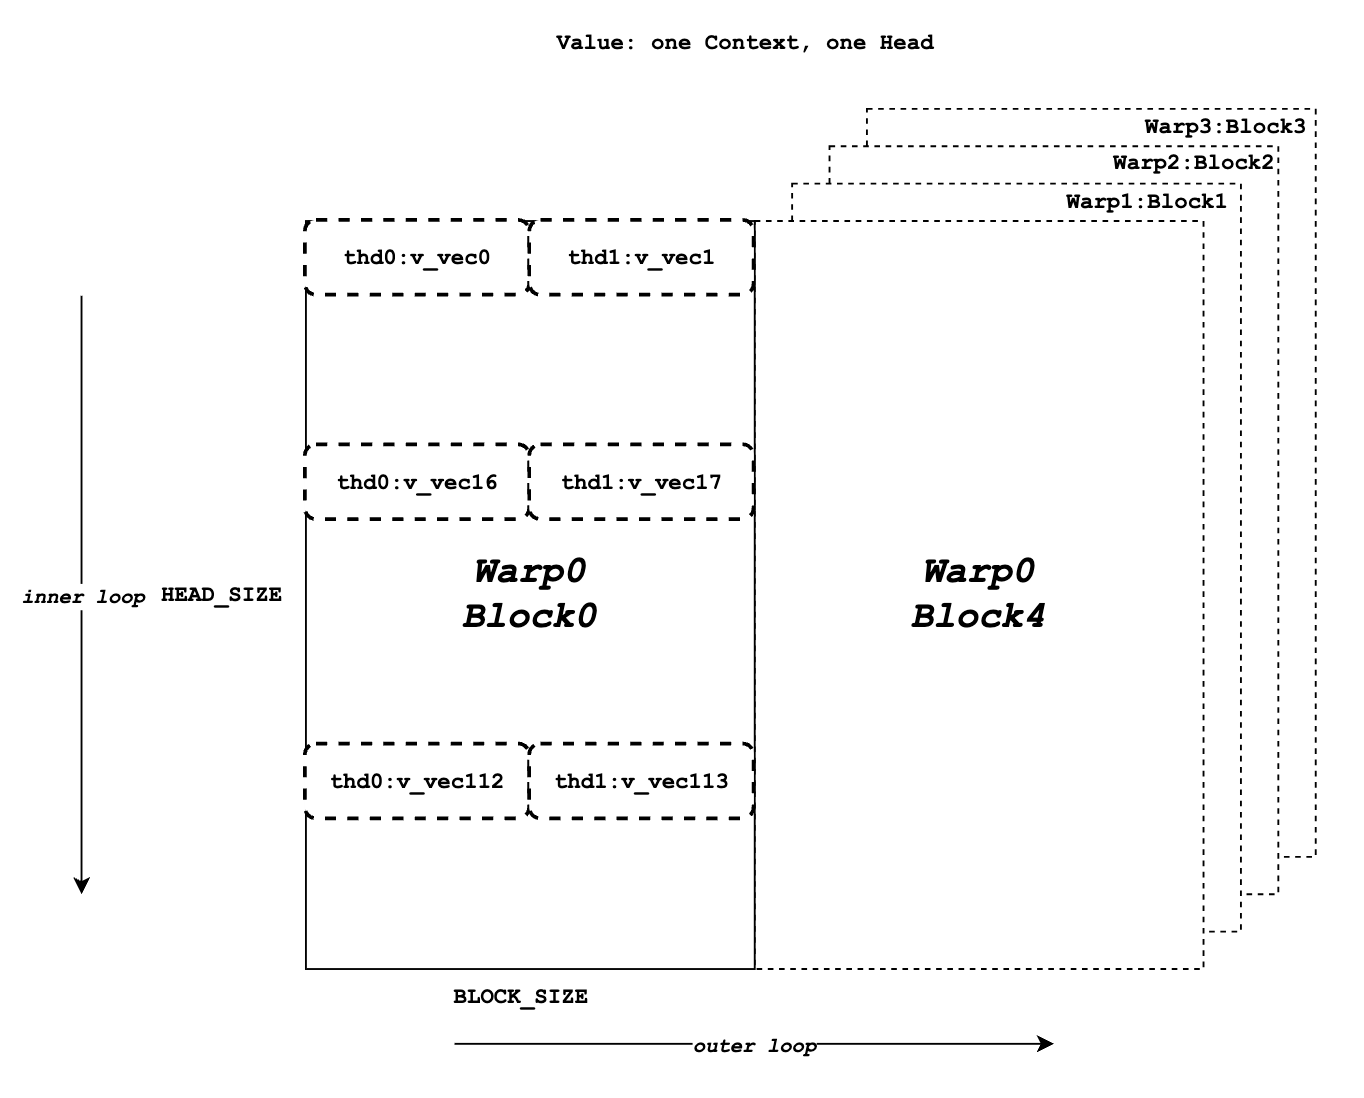 Value: one Context, one Head
Warp3:Block3
Warp2:Block2
Warp1:Block1
thd0:v_vec0
thd1:v_vec1
thd0:v_vec16
thd1:v_vec17
Warp0
Block0
Warp0
Block4
inner loop
HEAD_SIZE
thd0:v_vec112
thd1:v_vec113
BLOCK_SIZE
outer loop